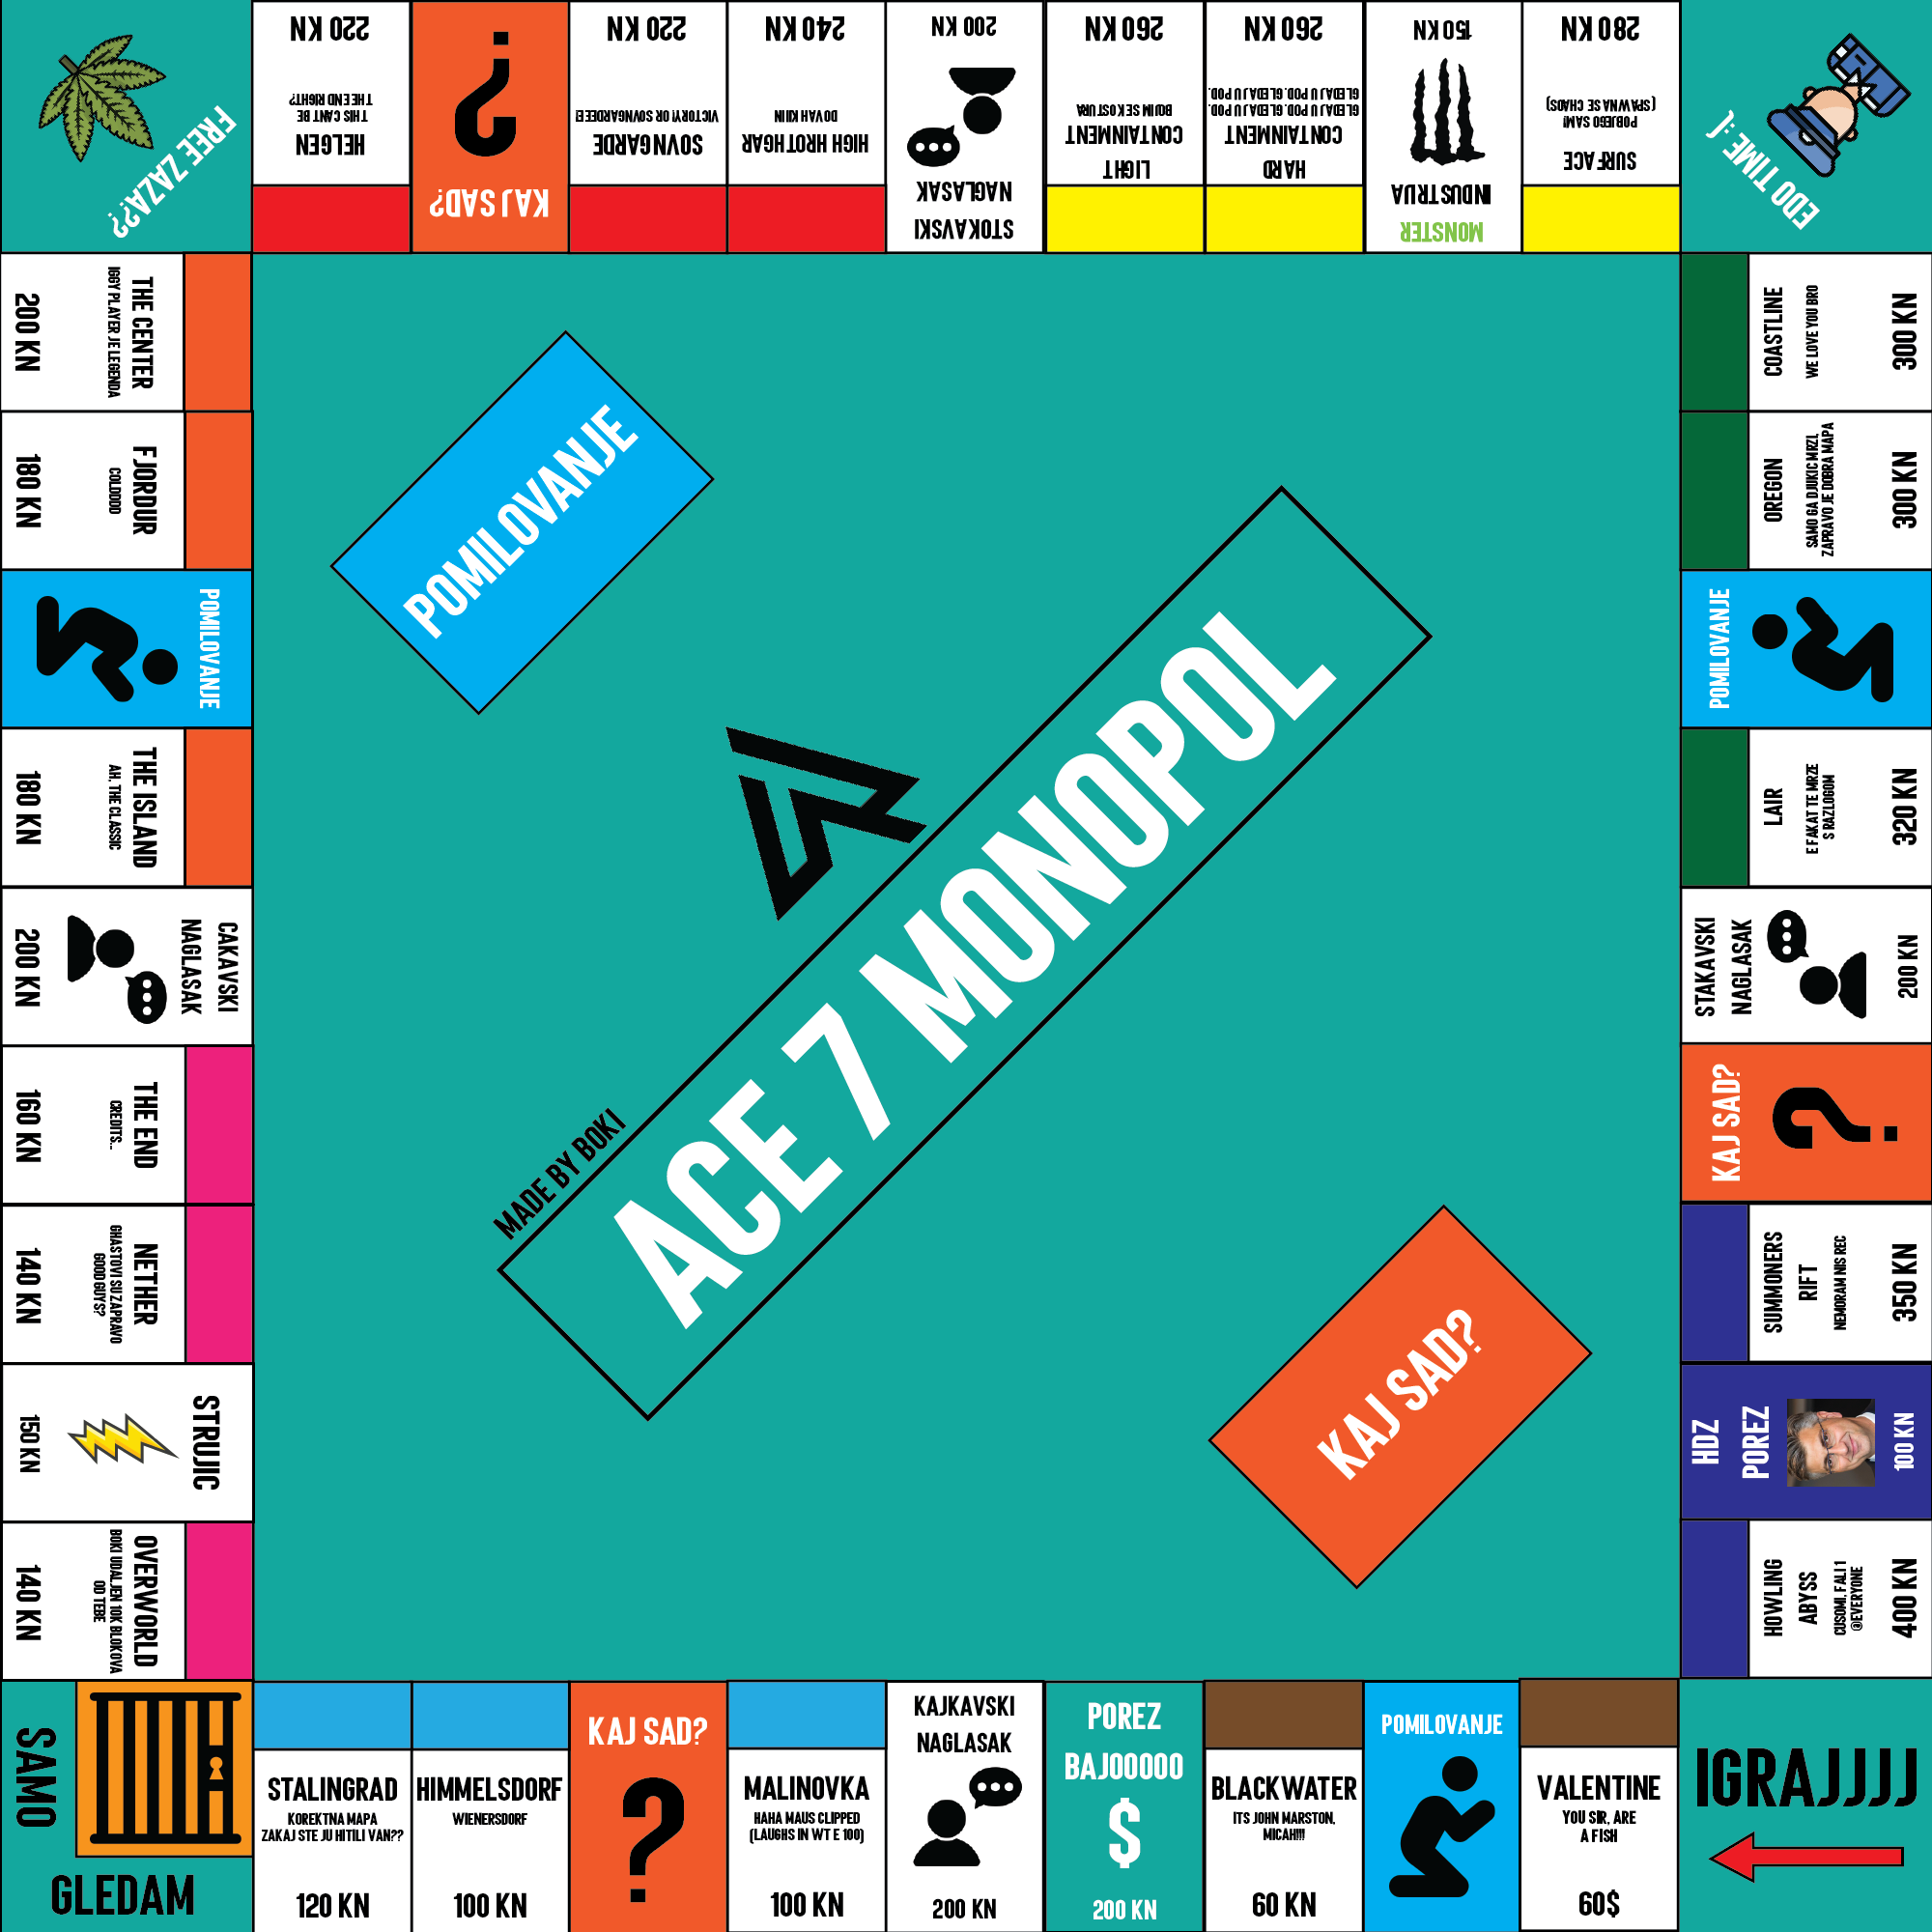 220 KN
THIS CANT BE
THE END RIGHT?
HELGEN
KAJ SAD?
220 KN
VICTORY! OR SOVNGARDEEE!
SOVNGARDE
240 KN
DOVAH KIIN
HIGH HROTHGAR
200 KN
STOKAVSKI
NAGLASAK
260 KN
LIGHT
CONTAINMENT
BOJIM SE KOSTURA
260 KN
HARD
CONTAINMENT
GLEDAJ U POD. GLEDAJ U POD.
GLEDAJ U POD. GLEDAJ U POD.
150 KN
MONSTER
INDUSTRIJA
280 KN
SURFACE
POBJEGO SAM!
(SPAWNA SE CHAOS)
FREE ZAZA??
EDO TIME :(
THE CENTER
IGGY PLAYER JE LEGENDA
200 KN
FJORDUR
COLDDDD
180 KN
POMILOVANJE
THE ISLAND
AH, THE CLASSIC
180 KN
CAKAVSKI
NAGLASAK
200 KN
THE END
CREDITS...
160 KN
NETHER
GHASTOVI SU ZAPRAVO
GOOD GUYS?
140 KN
STRUJIC
150 KN
OVERWORLD
BOKI UDALJEN 10K BLOKOVA
OD TEBE
140 KN
POMILOVANJE
MADE BY BOKI
ACE 7 MONOPOL
KAJ SAD?
COASTLINE
WE LOVE YOU BRO
300 KN
OREGON
SAMO GA DJUKIC MRZI,
ZAPRAVO JE DOBRA MAPA
300 KN
POMILOVANJE
LAIR
E FAKAT TE MRZE
S RAZLOGOM
320 KN
STAKAVSKI
NAGLASAK
200 KN
KAJ SAD?
SUMMONERS
RIFT
NEMORAM NIS REC
350 KN
HDZ
POREZ
100 KN
HOWLING
ABYSS
CUSOMI, FALI 1
@EVERYONE
400 KN
SAMO
GLEDAM
STALINGRAD
KOREKTNA MAPA
ZAKAJ STE JU HITILI VAN??
120 KN
HIMMELSDORF
WIENERSDORF
100 KN
KAJ SAD?
MALINOVKA
HAHA MAUS CLIPPED
(LAUGHS IN WT E 100)
100 KN
KAJKAVSKI
NAGLASAK
200 KN
POREZ
BAJOOOOO
$
200 KN
BLACKWATER
ITS JOHN MARSTON,
MICAH!!!
60 KN
POMILOVANJE
VALENTINE
YOU SIR, ARE
A FISH
60$
IGRAJJJJ